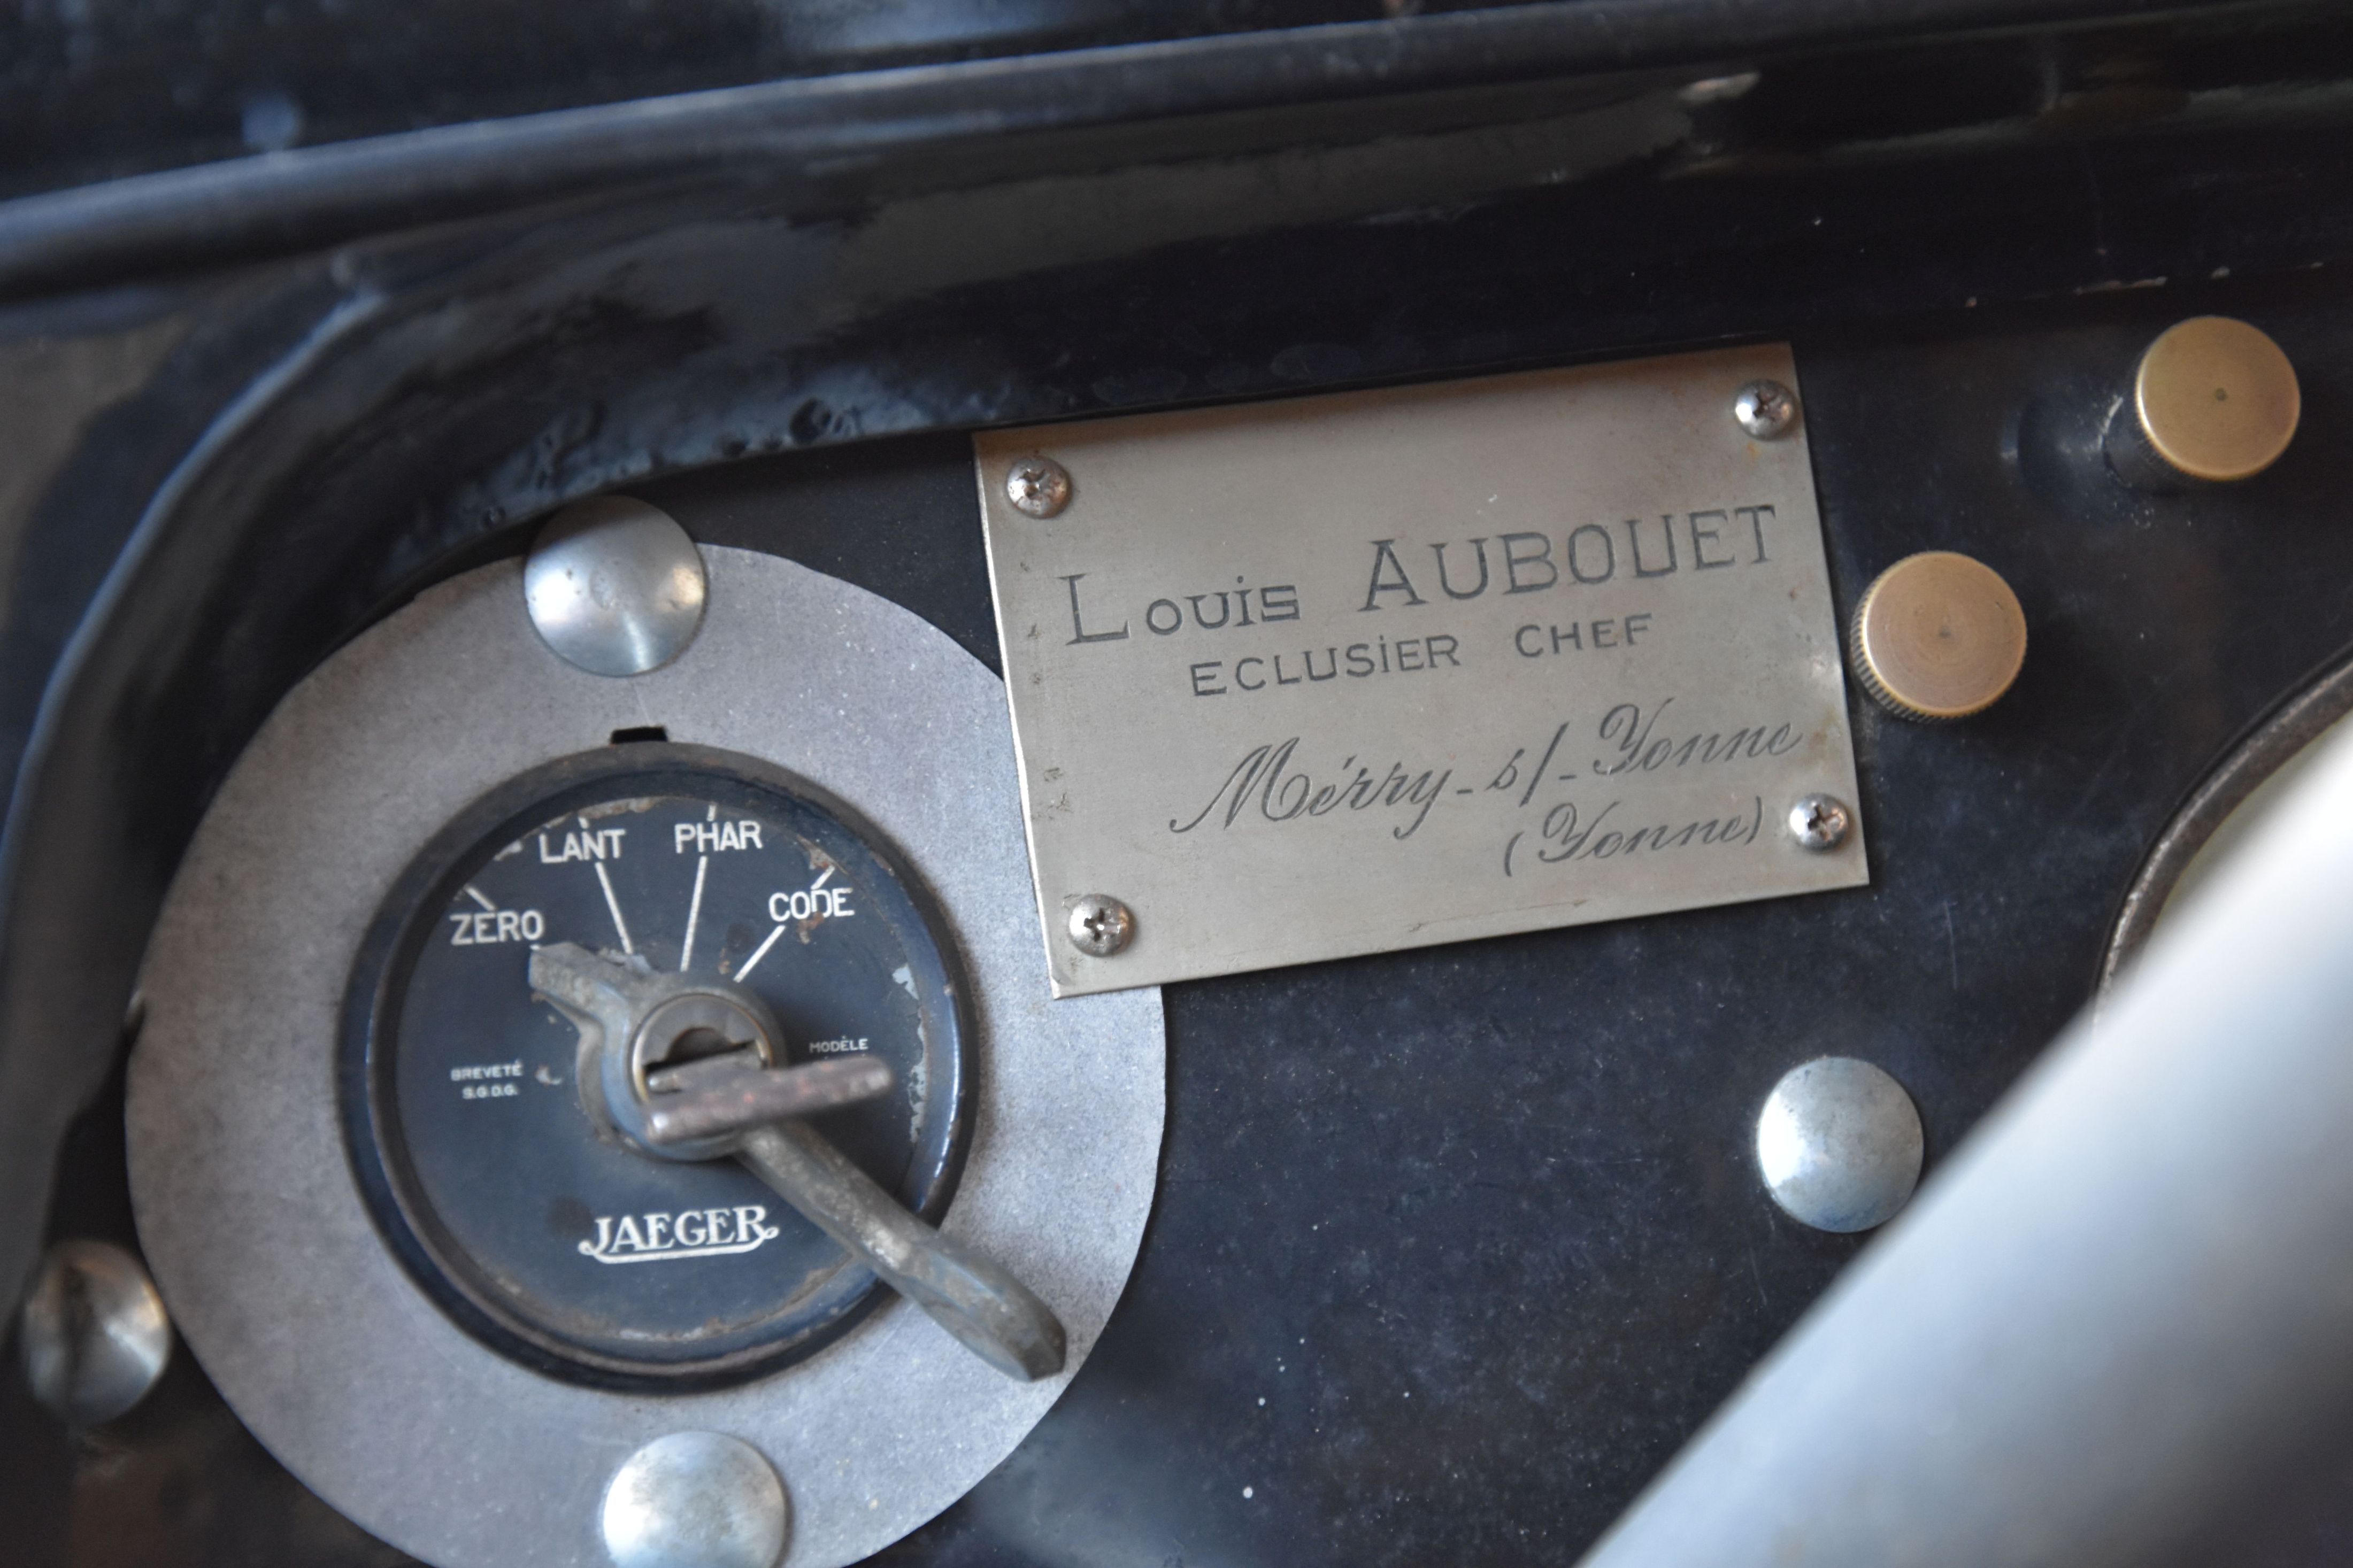 Louis AUBOUET
ECLUSiER CHEF
Mérry-s/-Yonne
(Yonne)
ZERO LANT PHAR CODE
BREVETÉ
S.G.D.G.
MODÈLE
JAEGER